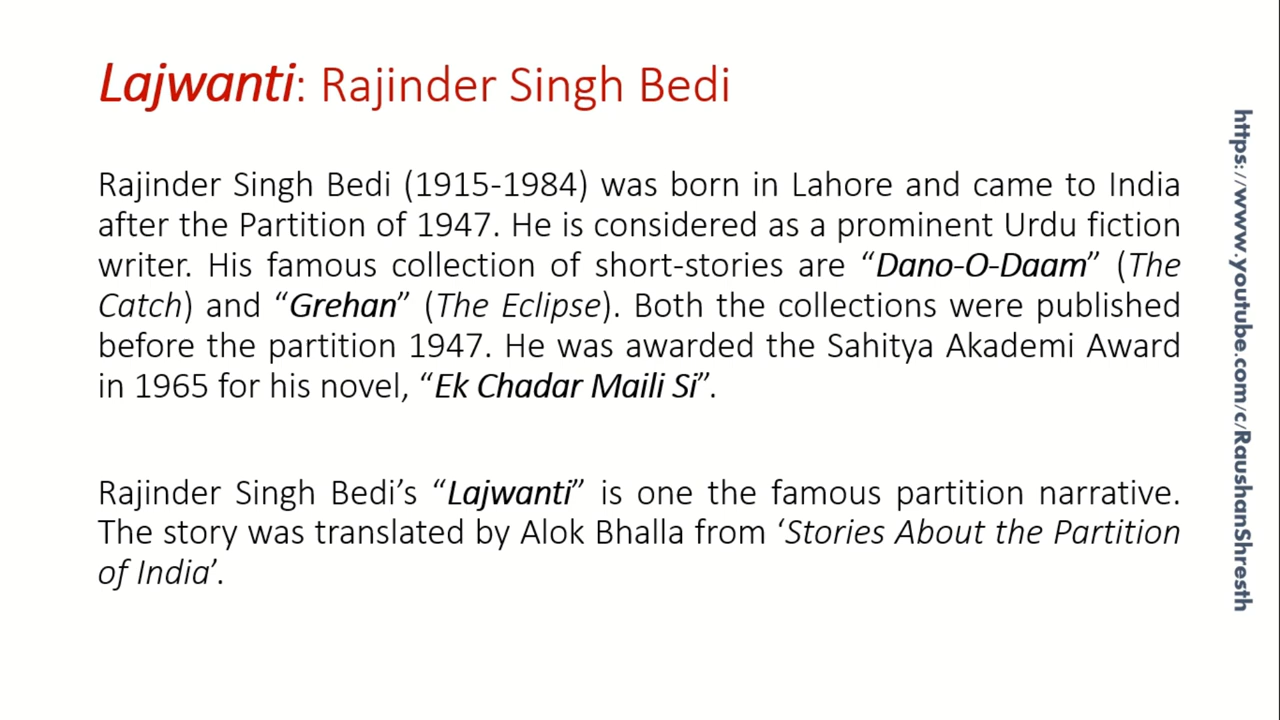 Lajwanti: Rajinder Singh Bedi
Rajinder Singh Bedi (1915-1984) was born in Lahore and came to India
after the Partition of 1947. He is considered as a prominent Urdu fiction
writer. His famous collection of short-stories are “Dano-O-Daam” (The
Catch) and “Grehan” (The Eclipse). Both the collections were published
before the partition 1947. He was awarded the Sahitya Akademi Award
in 1965 for his novel, “Ek Chadar Maili Si”.
Rajinder Singh Bedi’s “Lajwanti” is one the famous partition narrative.
The story was translated by Alok Bhalla from ‘Stories About the Partition
of India’.
https://www.youtube.com/c/RaushanShresth